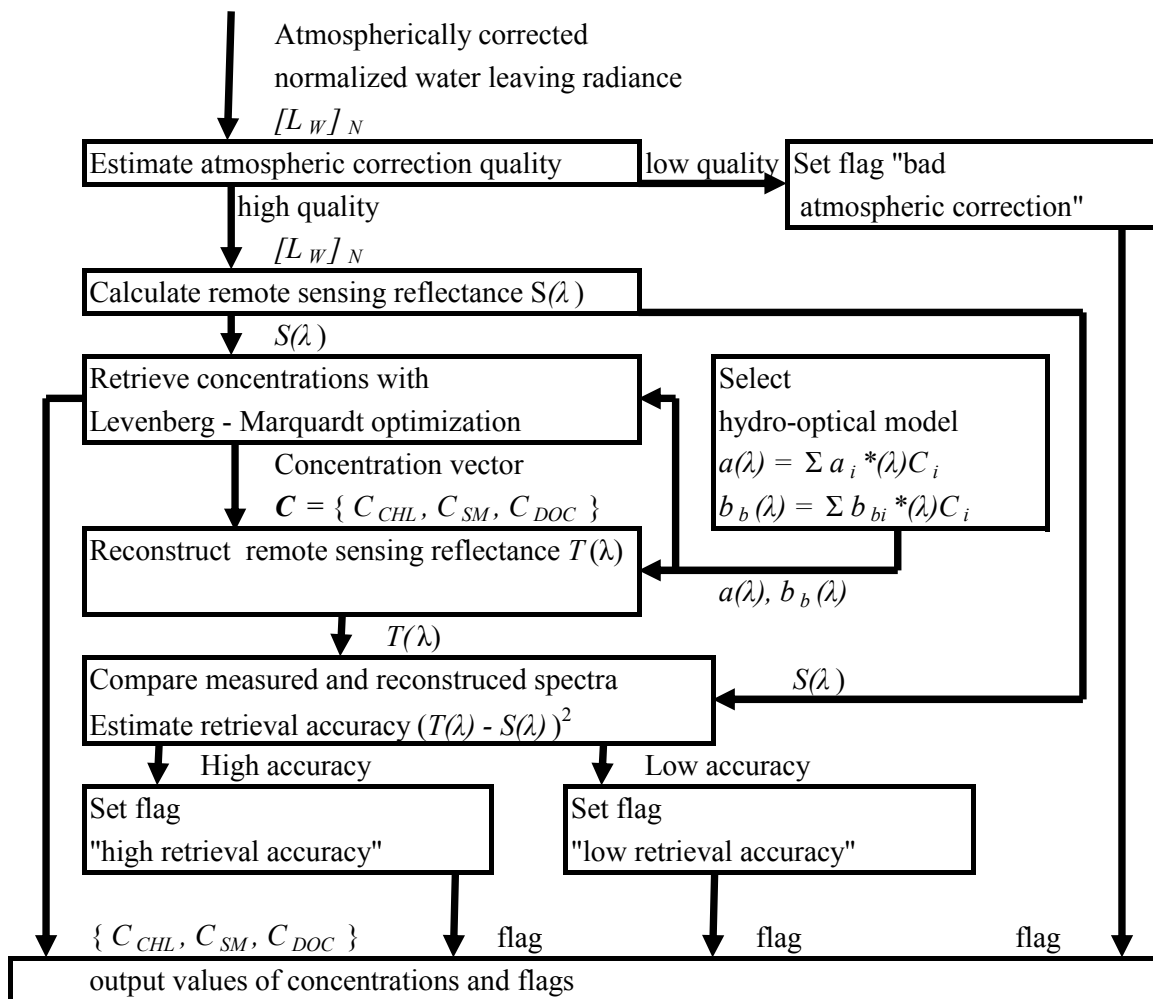 Atmospherically corrected
normalized water leaving radiance
[L W] N
Estimate atmospheric correction quality
low quality
Set flag "bad
atmospheric correction"
high quality
[L W] N
Calculate remote sensing reflectance S(λ)
S(λ)
Retrieve concentrations with
Levenberg - Marquardt optimization
Select
hydro-optical model
a(λ) = Σ a i *(λ)C i
b b (λ) = Σ b bi *(λ)C i
Concentration vector
C = { C CHL, C SM, C DOC }
Reconstruct remote sensing reflectance T(λ)
a(λ), b b (λ)
T(λ)
Compare measured and reconstruced spectra
Estimate retrieval accuracy (T(λ) - S(λ))²
S(λ)
High accuracy
Low accuracy
Set flag
"high retrieval accuracy"
Set flag
"low retrieval accuracy"
{ C CHL, C SM, C DOC }
flag
flag
flag
output values of concentrations and flags